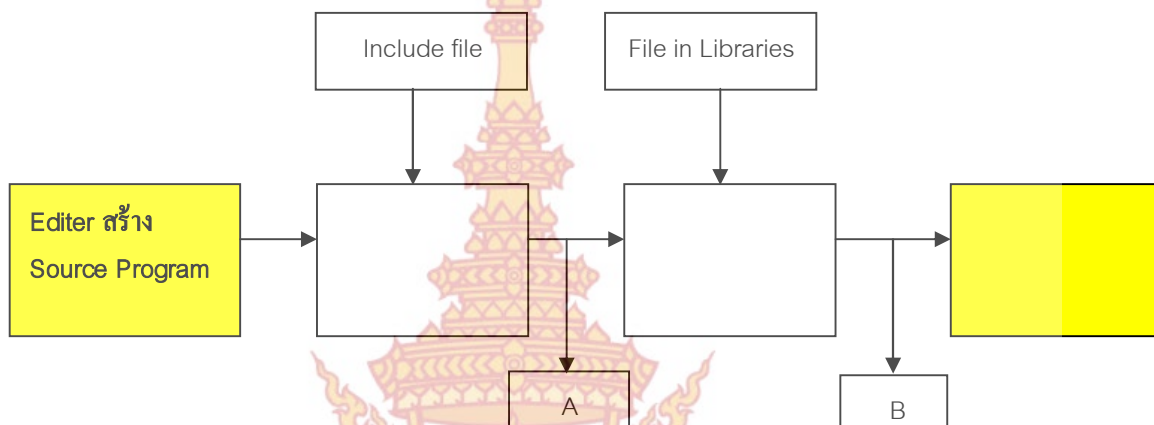 Include file
File in Libraries
Editer สร้าง
Source Program
A
B